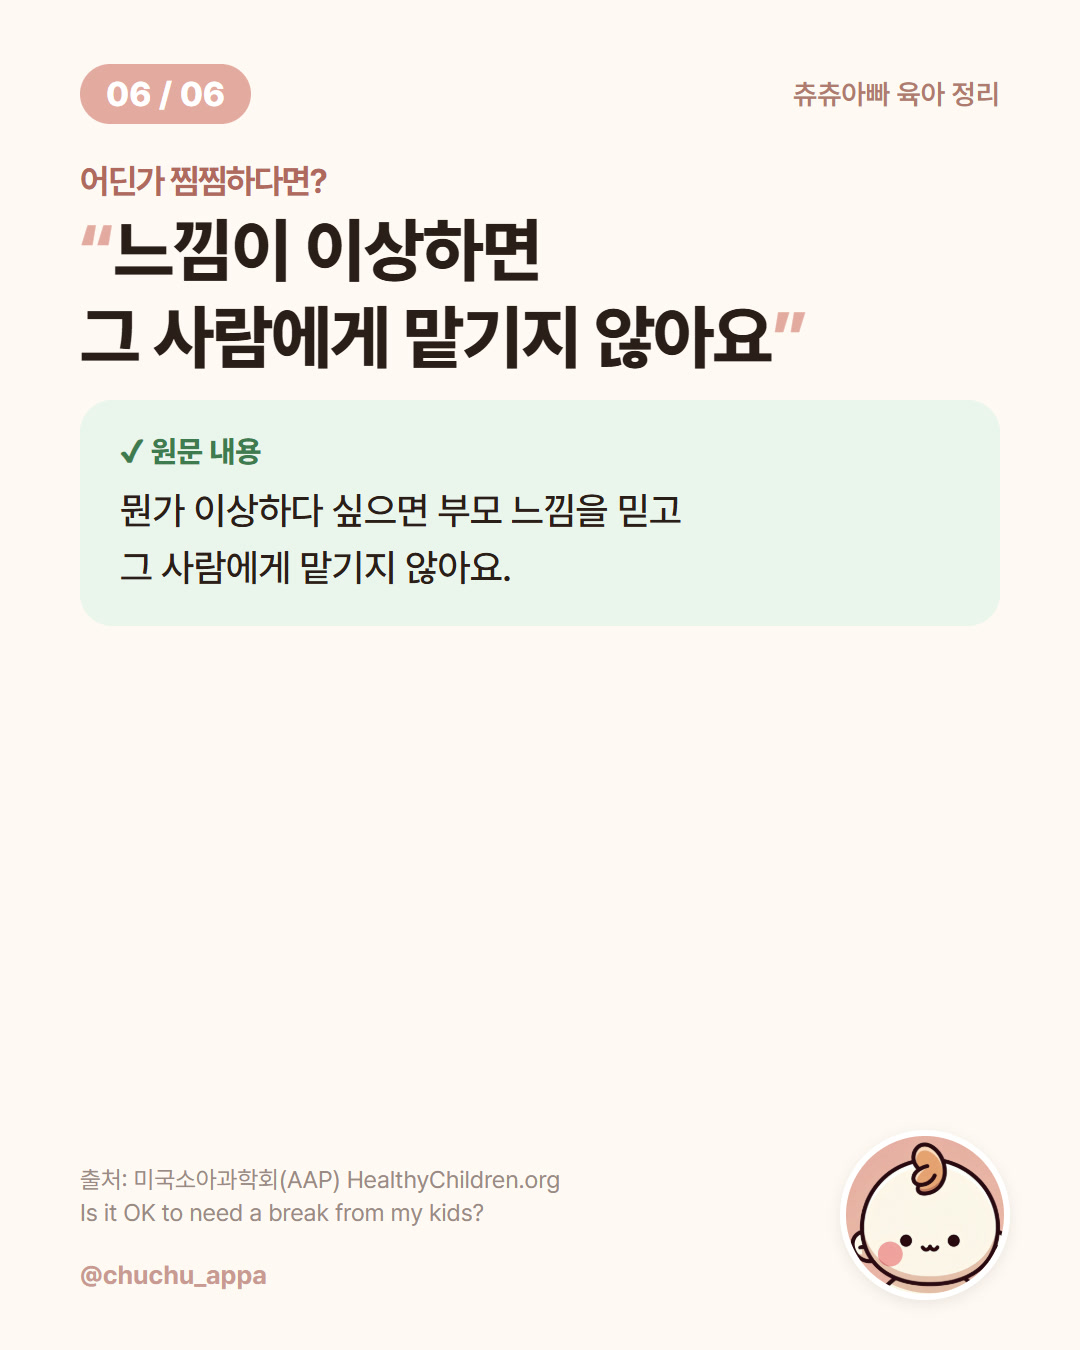 06 / 06
츄츄아빠 육아 정리
어딘가 찜찜하다면?
“느낌이 이상하면
그 사람에게 맡기지 않아요”
✓ 원문 내용
뭔가 이상하다 싶으면 부모 느낌을 믿고
그 사람에게 맡기지 않아요.
출처: 미국소아과학회(AAP) HealthyChildren.org
Is it OK to need a break from my kids?
@chuchu_appa